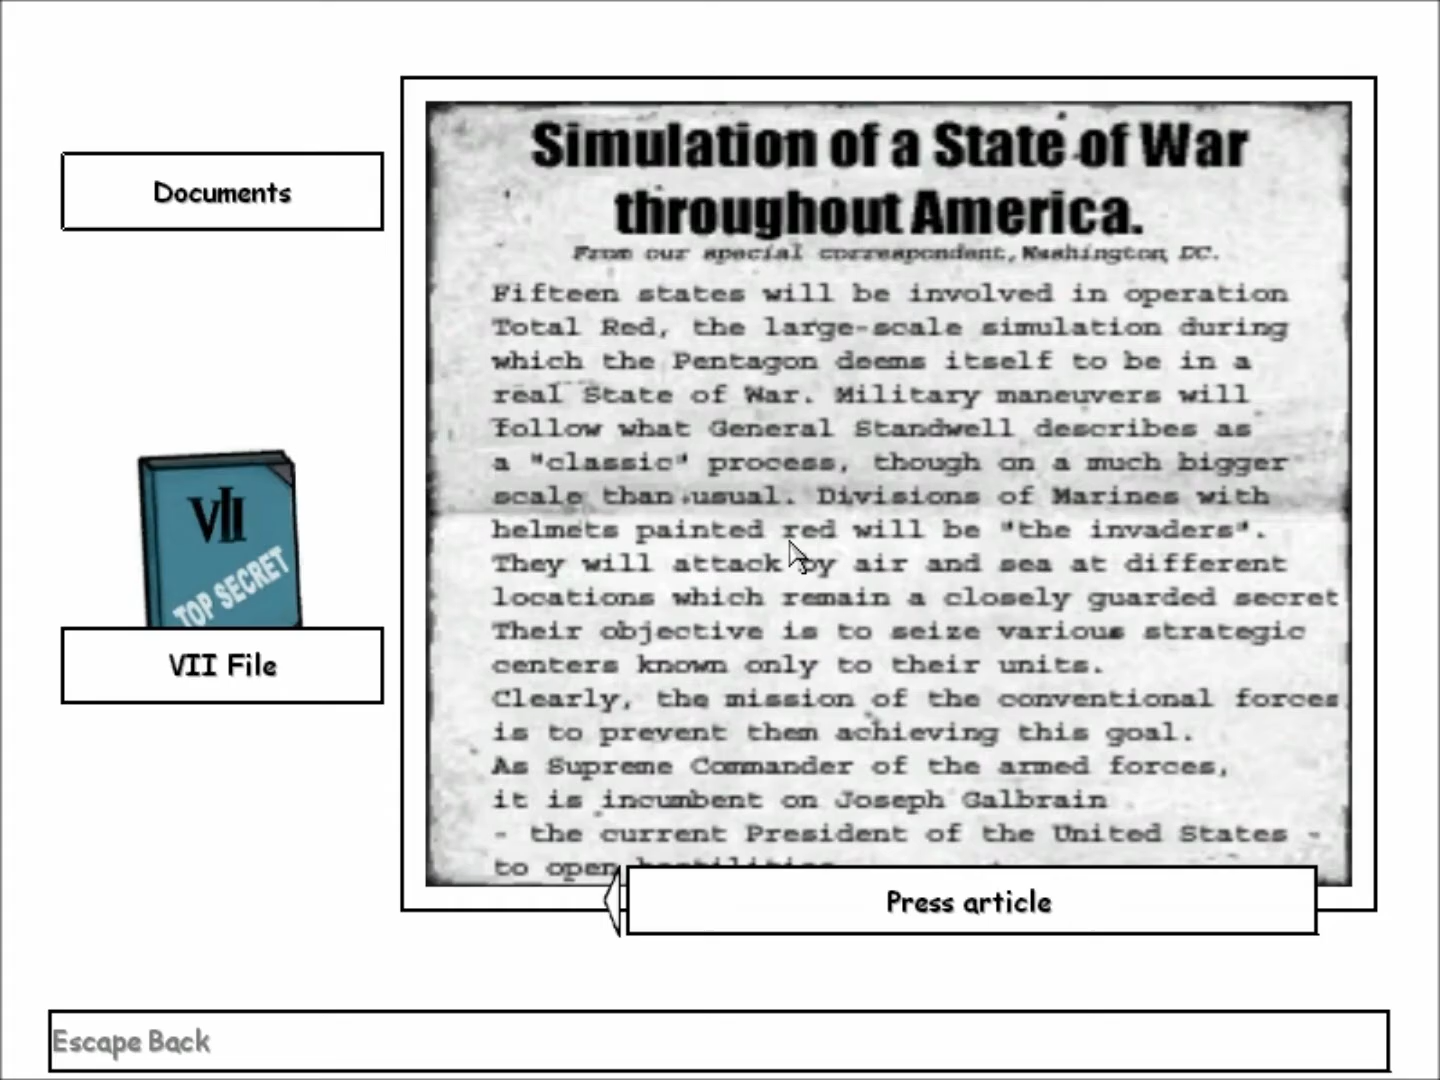 Documents
VII
TOP SECRET
VII File
Simulation of a State of War
throughout America.
From our special correspondent, Washington DC.
Fifteen states will be involved in operation
Total Red, the large-scale simulation during
which the Pentagon deems itself to be in a
real State of War. Military maneuvers will
follow what General Standwell describes as
a "classic" process, though on a much bigger
scale than usual. Divisions of Marines with
helmets painted red will be "the invaders".
They will attack by air and sea at different
locations which remain a closely guarded secret
Their objective is to seize various strategic
centers known only to their units.
Clearly, the mission of the conventional forces
is to prevent them achieving this goal.
As Supreme Commander of the armed forces,
it is incumbent on Joseph Galbrain
- the current President of the United States -
to open hostilities
Press article
Escape Back